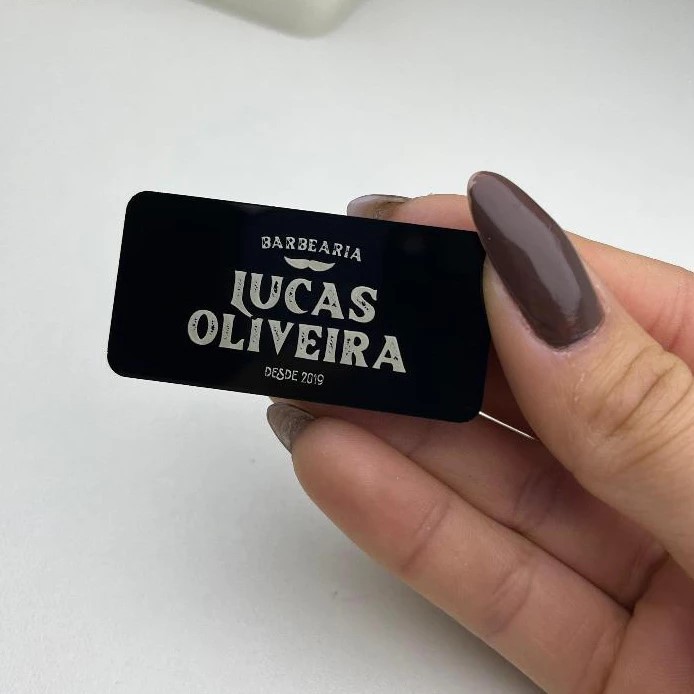 BARBEARIA
LUCAS
OLIVEIRA
DESDE 2019